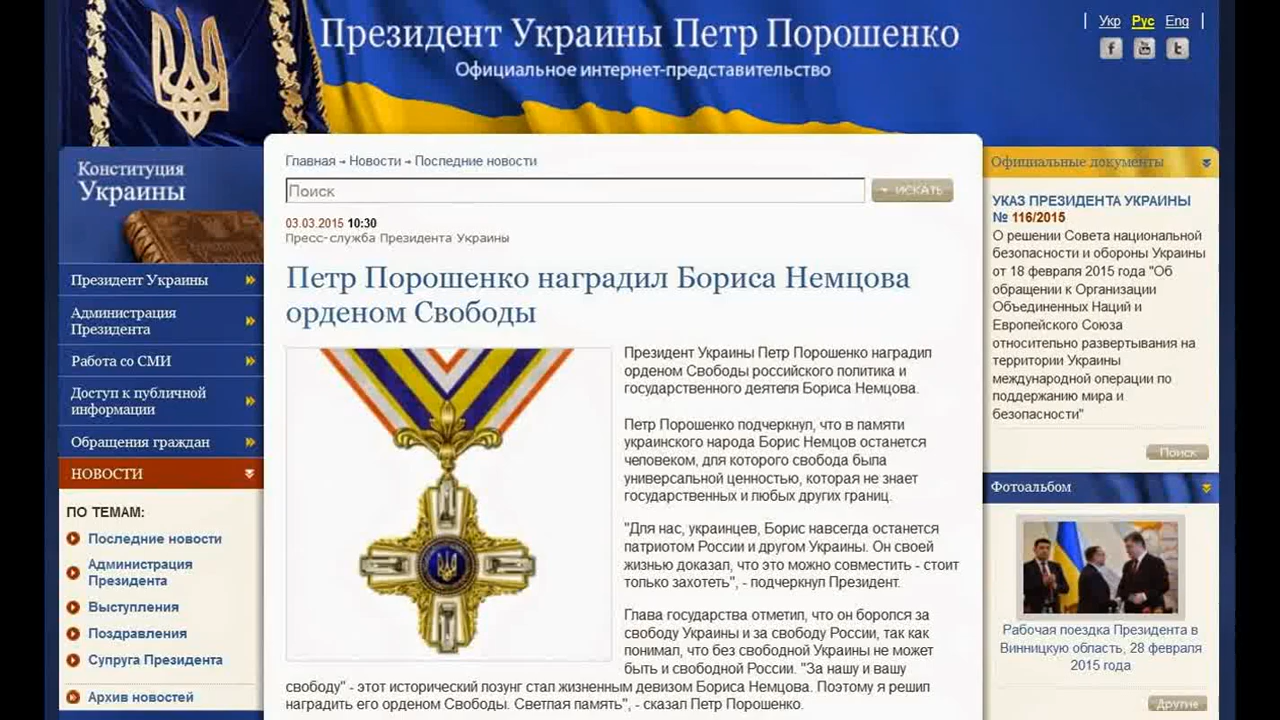 Президент Украины Петр Порошенко
Официальное интернет-представительство
| Укр Рус Eng |
Конституция
Украины
Президент Украины
Администрация
Президента
Работа со СМИ
Доступ к публичной
информации
Обращения граждан
НОВОСТИ
ПО ТЕМАМ:
Последние новости
Администрация
Президента
Выступления
Поздравления
Супруга Президента
Архив новостей
Главная → Новости → Последние новости
Поиск
ИСКАТЬ
03.03.2015 10:30
Пресс-служба Президента Украины
Петр Порошенко наградил Бориса Немцова
орденом Свободы
Президент Украины Петр Порошенко наградил
орденом Свободы российского политика и
государственного деятеля Бориса Немцова.
Петр Порошенко подчеркнул, что в памяти
украинского народа Борис Немцов останется
человеком, для которого свобода была
универсальной ценностью, которая не знает
государственных и любых других границ.
"Для нас, украинцев, Борис навсегда останется
патриотом России и другом Украины. Он своей
жизнью доказал, что это можно совместить - стоит
только захотеть", - подчеркнул Президент.
Глава государства отметил, что он боролся за
свободу Украины и за свободу России, так как
понимал, что без свободной Украины не может
быть и свободной России. "За нашу и вашу
свободу" - этот исторический лозунг стал жизненным девизом Бориса Немцова. Поэтому я решил
наградить его орденом Свободы. Светлая память", - сказал Петр Порошенко.
Официальные документы
УКАЗ ПРЕЗИДЕНТА УКРАИНЫ
№ 116/2015
О решении Совета национальной
безопасности и обороны Украины
от 18 февраля 2015 года "Об
обращении к Организации
Объединенных Наций и
Европейского Союза
относительно развертывания на
территории Украины
международной операции по
поддержанию мира и
безопасности"
Поиск
Фотоальбом
Рабочая поездка Президента в
Винницкую область, 28 февраля
2015 года
Другие